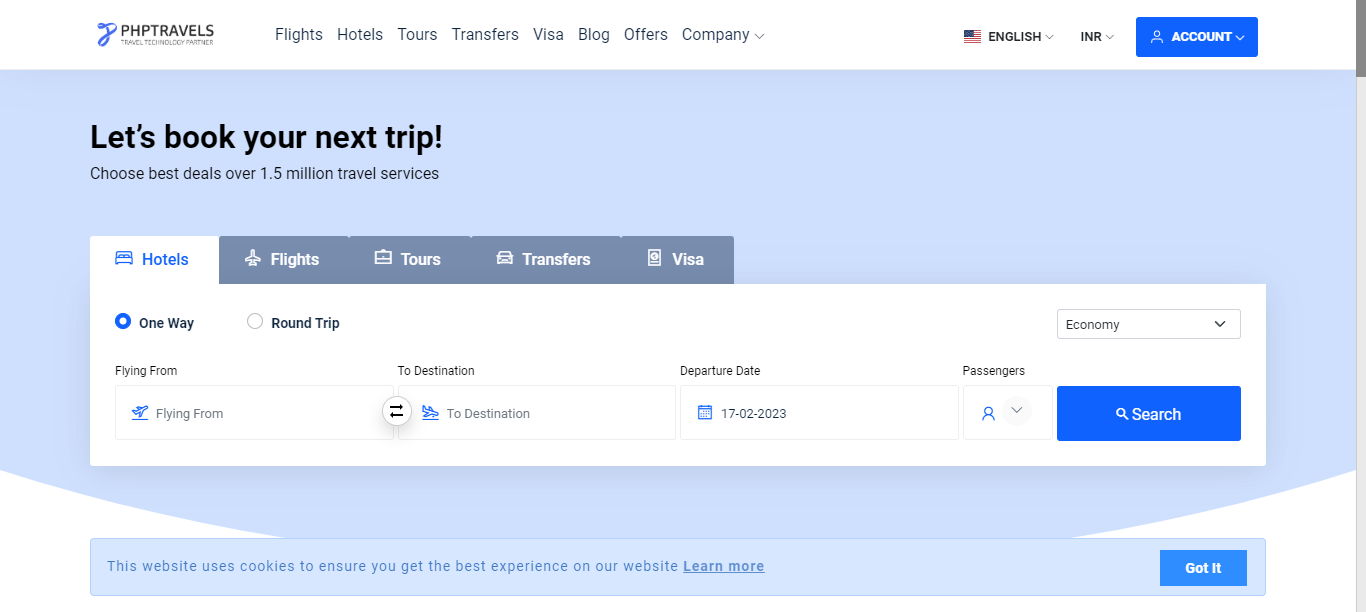 PHPTRAVELS
TRAVEL TECHNOLOGY PARTNER
Flights Hotels Tours Transfers Visa Blog Offers Company
ENGLISH INR ACCOUNT
Let's book your next trip!
Choose best deals over 1.5 million travel services
Hotels Flights Tours Transfers Visa
One Way Round Trip Economy
Flying From To Destination Departure Date Passengers
Flying From To Destination 17-02-2023 Search
This website uses cookies to ensure you get the best experience on our website Learn more Got It